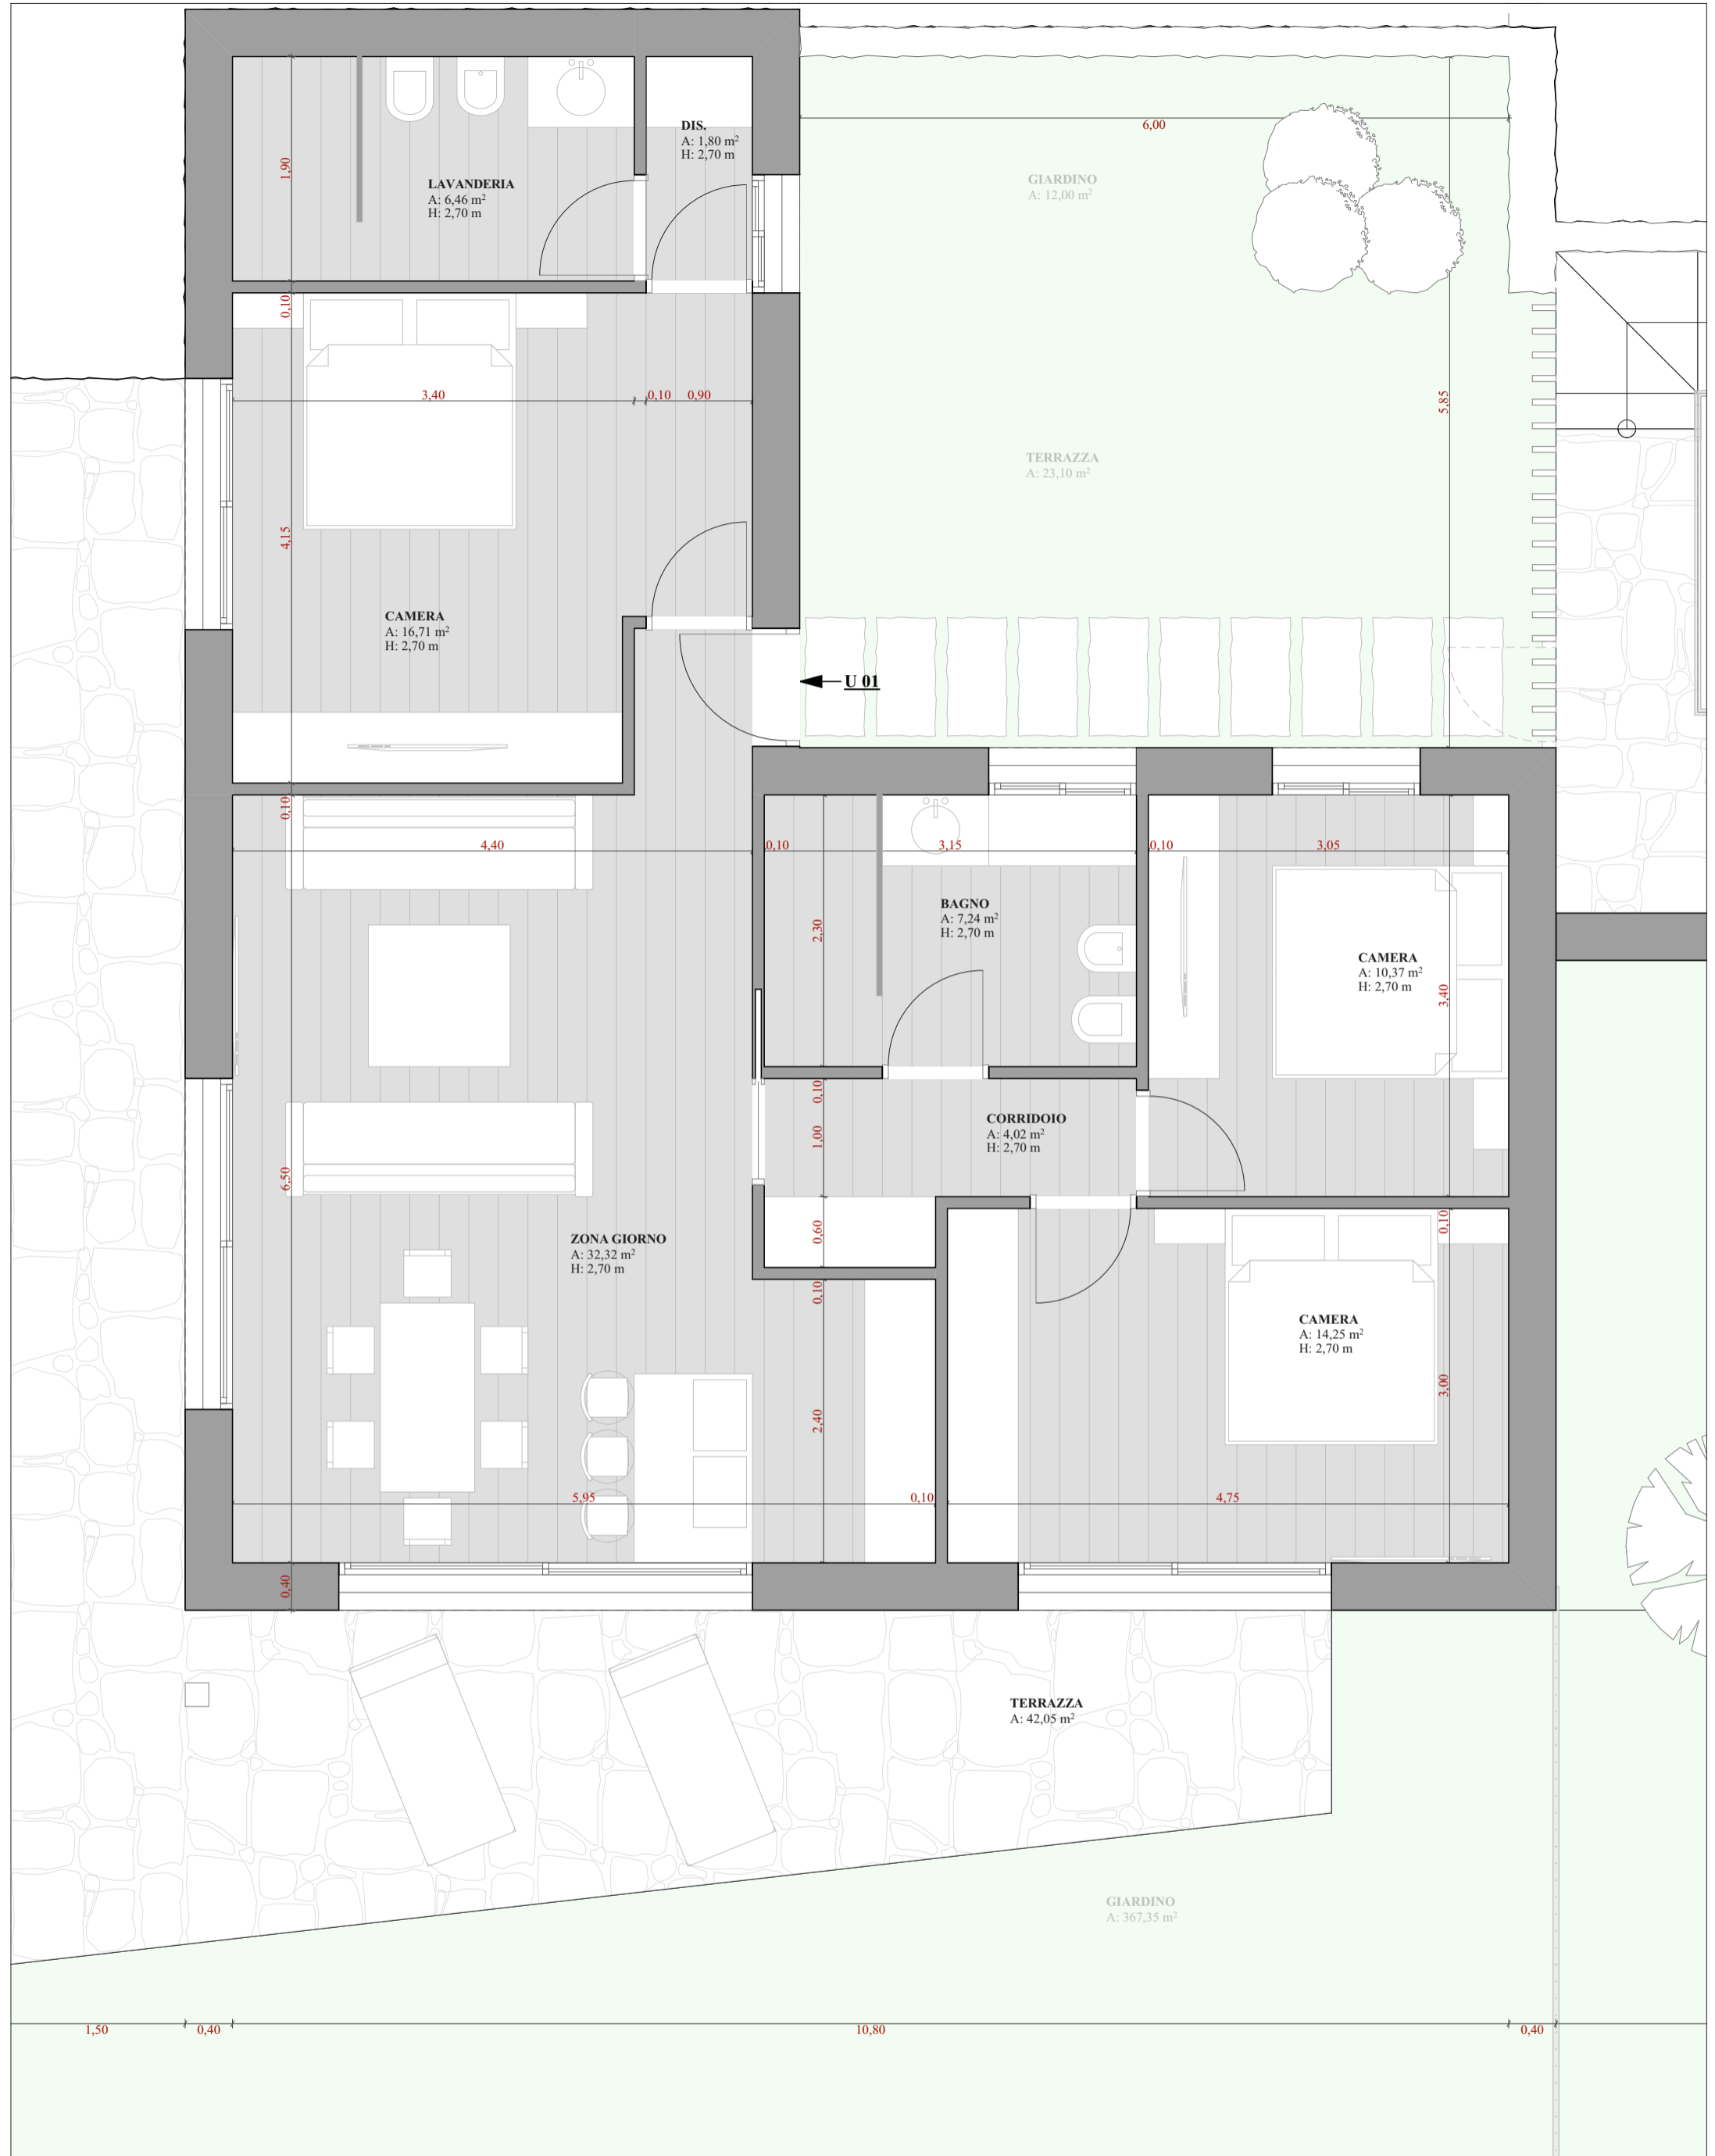 6,00
DIS.
A: 1,80 m²
H: 2,70 m
1,90
LAVANDERIA
A: 6,46 m²
H: 2,70 m
GIARDINO
A: 12,00 m²
0,10
3,40
0,10
0,90
5,85
TERRAZZA
A: 23,10 m²
4,15
CAMERA
A: 16,71 m²
H: 2,70 m
U 01
0,10
4,40
0,10
3,15
0,10
3,05
BAGNO
A: 7,24 m²
H: 2,70 m
2,30
CAMERA
A: 10,37 m²
H: 2,70 m
3,40
0,10
1,00
CORRIDOIO
A: 4,02 m²
H: 2,70 m
6,50
0,60
0,10
ZONA GIORNO
A: 32,32 m²
H: 2,70 m
0,10
CAMERA
A: 14,25 m²
H: 2,70 m
3,00
2,40
5,95
0,10
4,75
0,40
TERRAZZA
A: 42,05 m²
GIARDINO
A: 367,35 m²
1,50
0,40
10,80
0,40